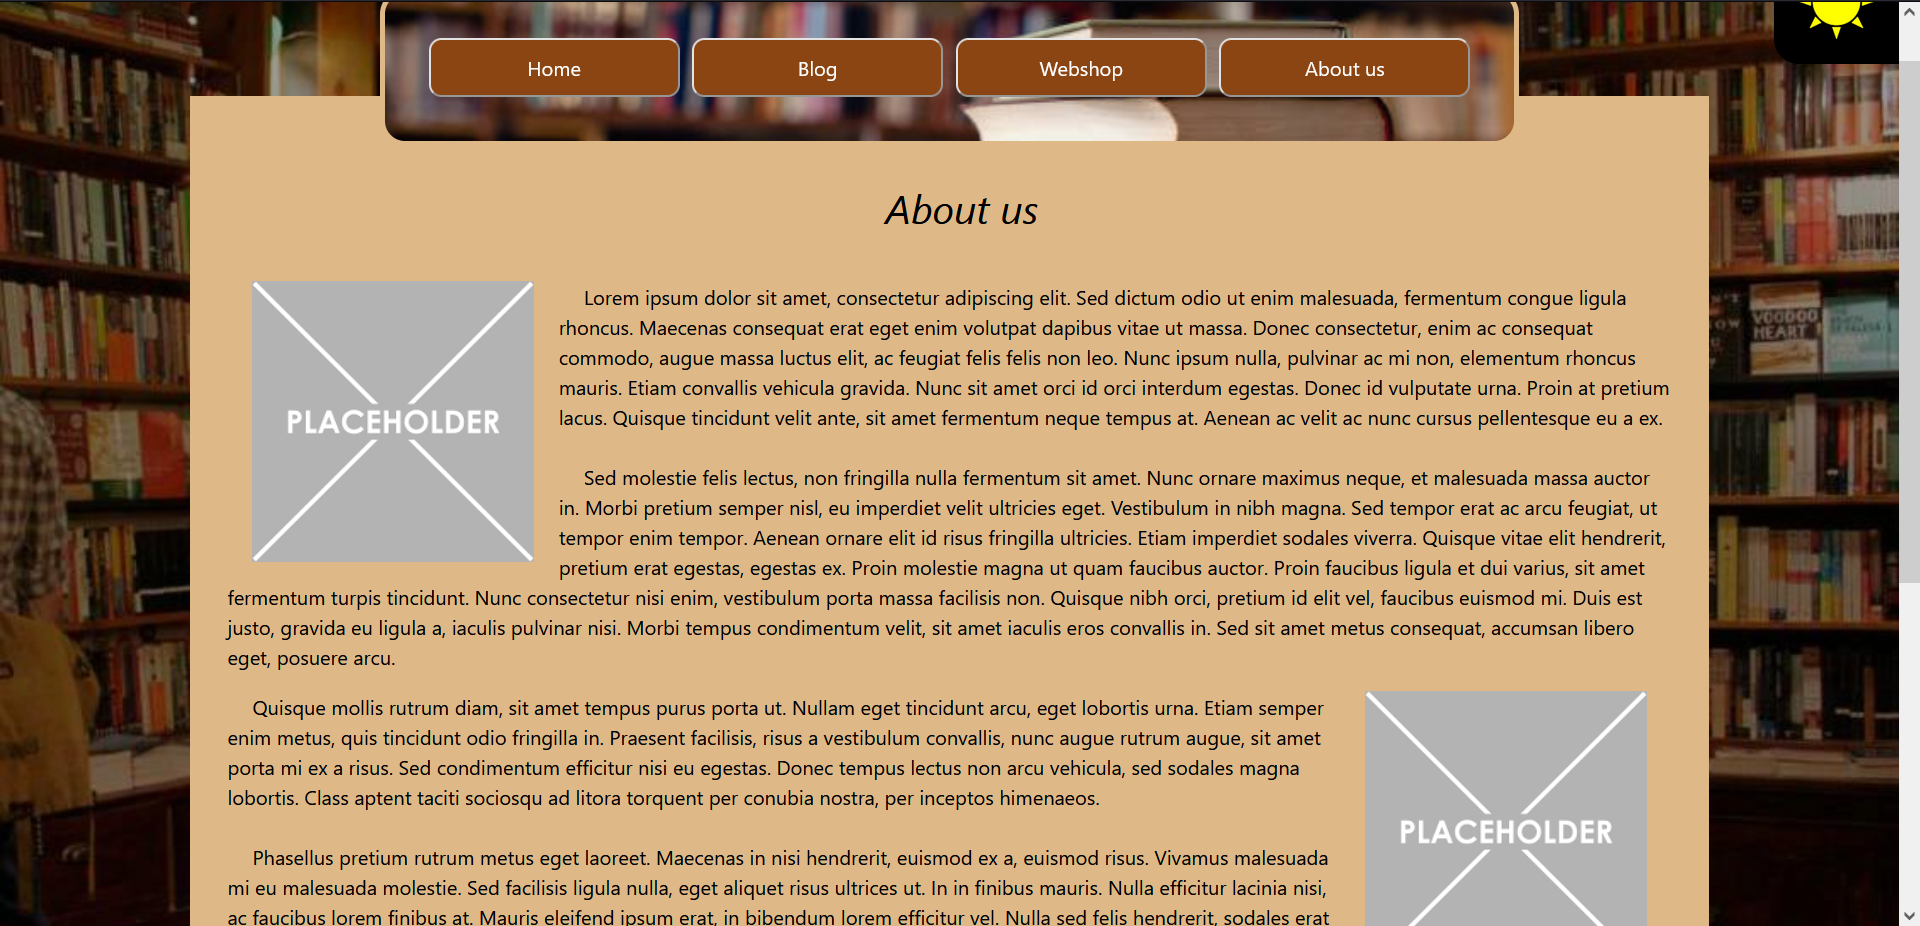 Home
Blog
Webshop
About us
About us
Lorem ipsum dolor sit amet, consectetur adipiscing elit. Sed dictum odio ut enim malesuada, fermentum congue ligula
rhoncus. Maecenas consequat erat eget enim volutpat dapibus vitae ut massa. Donec consectetur, enim ac consequat
commodo, augue massa luctus elit, ac feugiat felis felis non leo. Nunc ipsum nulla, pulvinar ac mi non, elementum rhoncus
mauris. Etiam convallis vehicula gravida. Nunc sit amet orci id orci interdum egestas. Donec id vulputate urna. Proin at pretium
lacus. Quisque tincidunt velit ante, sit amet fermentum neque tempus at. Aenean ac velit ac nunc cursus pellentesque eu a ex.
PLACEHOLDER
Sed molestie felis lectus, non fringilla nulla fermentum sit amet. Nunc ornare maximus neque, et malesuada massa auctor
in. Morbi pretium semper nisl, eu imperdiet velit ultricies eget. Vestibulum in nibh magna. Sed tempor erat ac arcu feugiat, ut
tempor enim tempor. Aenean ornare elit id risus fringilla ultricies. Etiam imperdiet sodales viverra. Quisque vitae elit hendrerit,
pretium erat egestas, egestas ex. Proin molestie magna ut quam faucibus auctor. Proin faucibus ligula et dui varius, sit amet
fermentum turpis tincidunt. Nunc consectetur nisi enim, vestibulum porta massa facilisis non. Quisque nibh orci, pretium id elit vel, faucibus euismod mi. Duis est
justo, gravida eu ligula a, iaculis pulvinar nisi. Morbi tempus condimentum velit, sit amet iaculis eros convallis in. Sed sit amet metus consequat, accumsan libero
eget, posuere arcu.
Quisque mollis rutrum diam, sit amet tempus purus porta ut. Nullam eget tincidunt arcu, eget lobortis urna. Etiam semper
enim metus, quis tincidunt odio fringilla in. Praesent facilisis, risus a vestibulum convallis, nunc augue rutrum augue, sit amet
porta mi ex a risus. Sed condimentum efficitur nisi eu egestas. Donec tempus lectus non arcu vehicula, sed sodales magna
lobortis. Class aptent taciti sociosqu ad litora torquent per conubia nostra, per inceptos himenaeos.
PLACEHOLDER
Phasellus pretium rutrum metus eget laoreet. Maecenas in nisi hendrerit, euismod ex a, euismod risus. Vivamus malesuada
mi eu malesuada molestie. Sed facilisis ligula nulla, eget aliquet risus ultrices ut. In in finibus mauris. Nulla efficitur lacinia nisi,
ac faucibus lorem finibus at. Mauris eleifend ipsum erat, in bibendum lorem efficitur vel. Nulla sed felis hendrerit, sodales erat
VOODOO
HEART